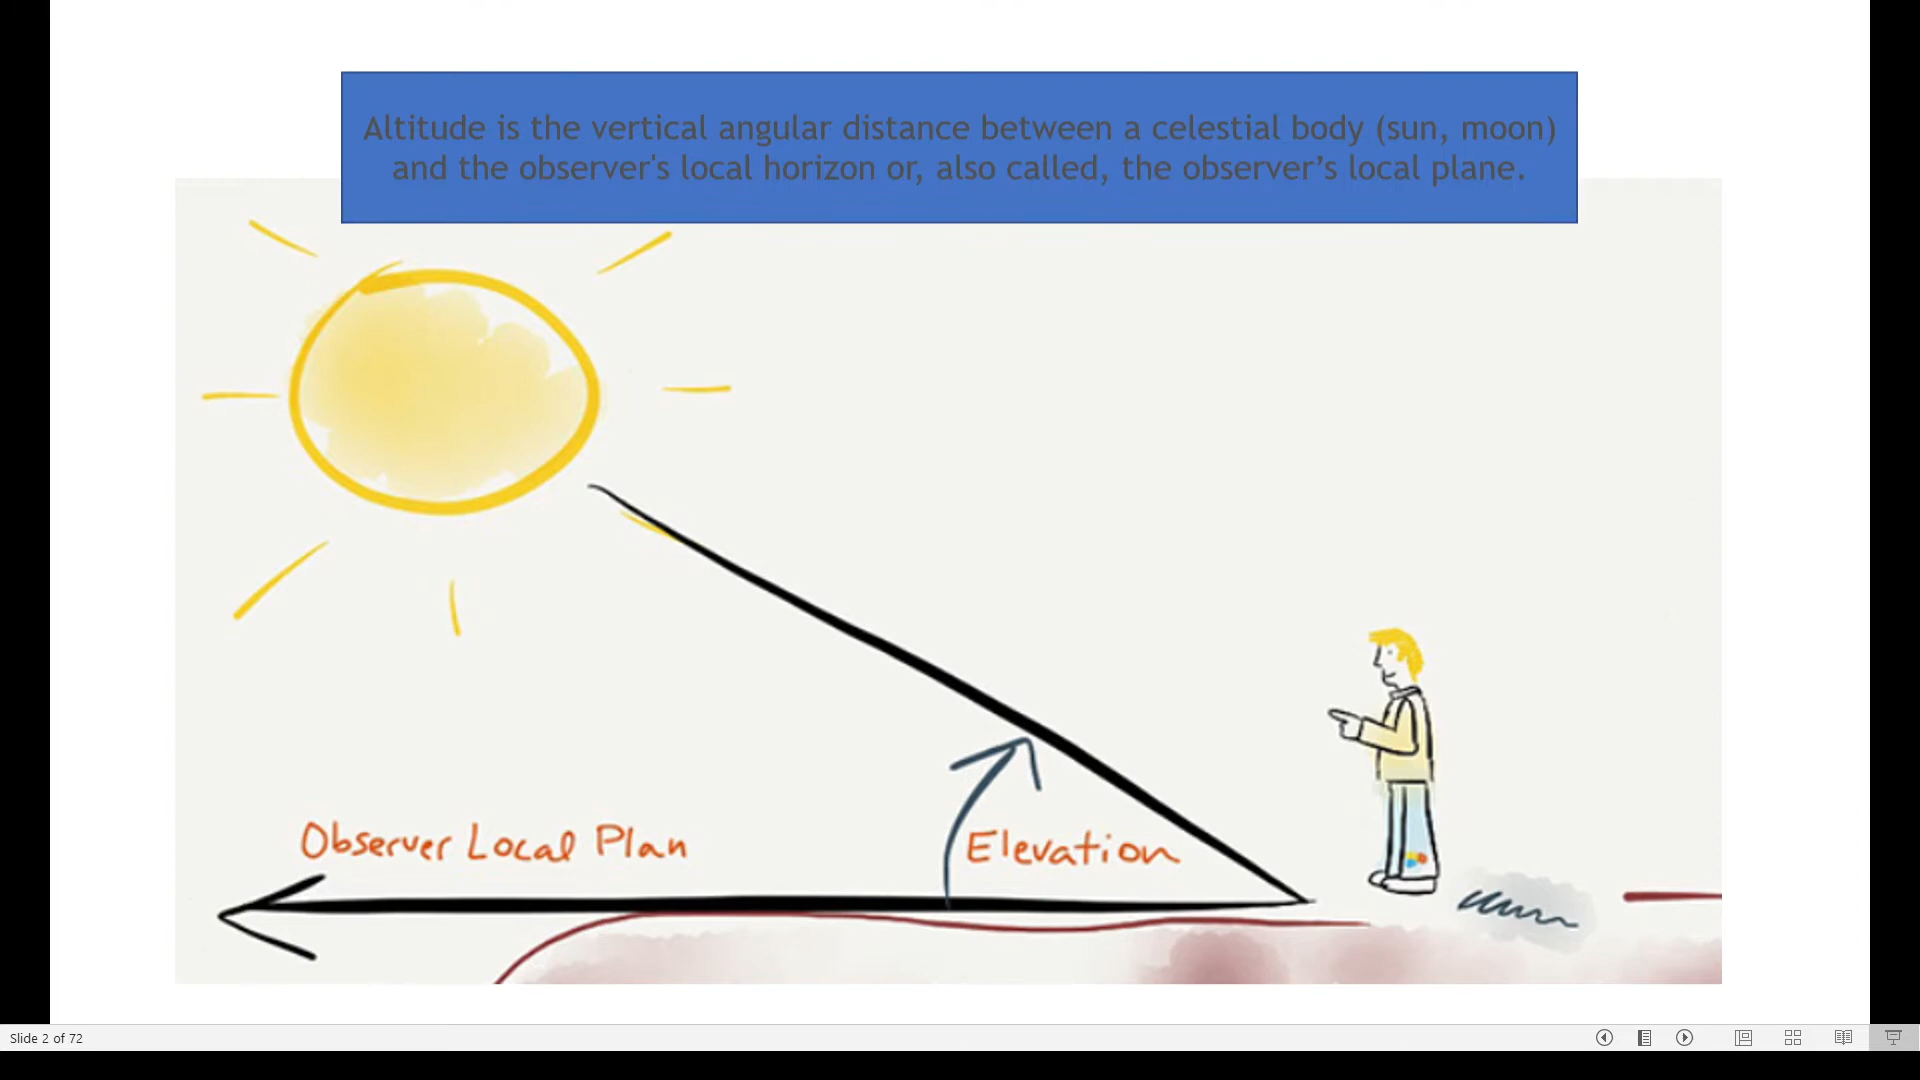 Altitude is the vertical angular distance between a celestial body (sun, moon)
and the observer's local horizon or, also called, the observer’s local plane.
Observer Local Plan
Elevation
Slide 2 of 72